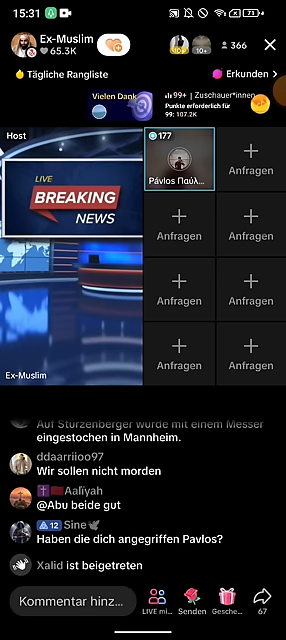 15:31
71
Ex-Muslim
65.3K
10+
366
Tägliche Rangliste
Erkunden
Vielen Dank
99+ | Zuschauer*innen
Punkte erforderlich für
99: 107.2K
Host
LIVE
BREAKING
NEWS
Ex-Muslim
177
Pávlos Παύλ...
Anfragen
Anfragen
Anfragen
Anfragen
Anfragen
Anfragen
Anfragen
Auf Stürzenberger wurde mit einem Messer
eingestochen in Mannheim.
ddaarriioo97
Wir sollen nicht morden
Aaliyah
@Abu beide gut
12 Sine
Haben die dich angegriffen Pavlos?
Xalid ist beigetreten
Kommentar hinz...
LIVE mi...
Senden
Gesche...
67